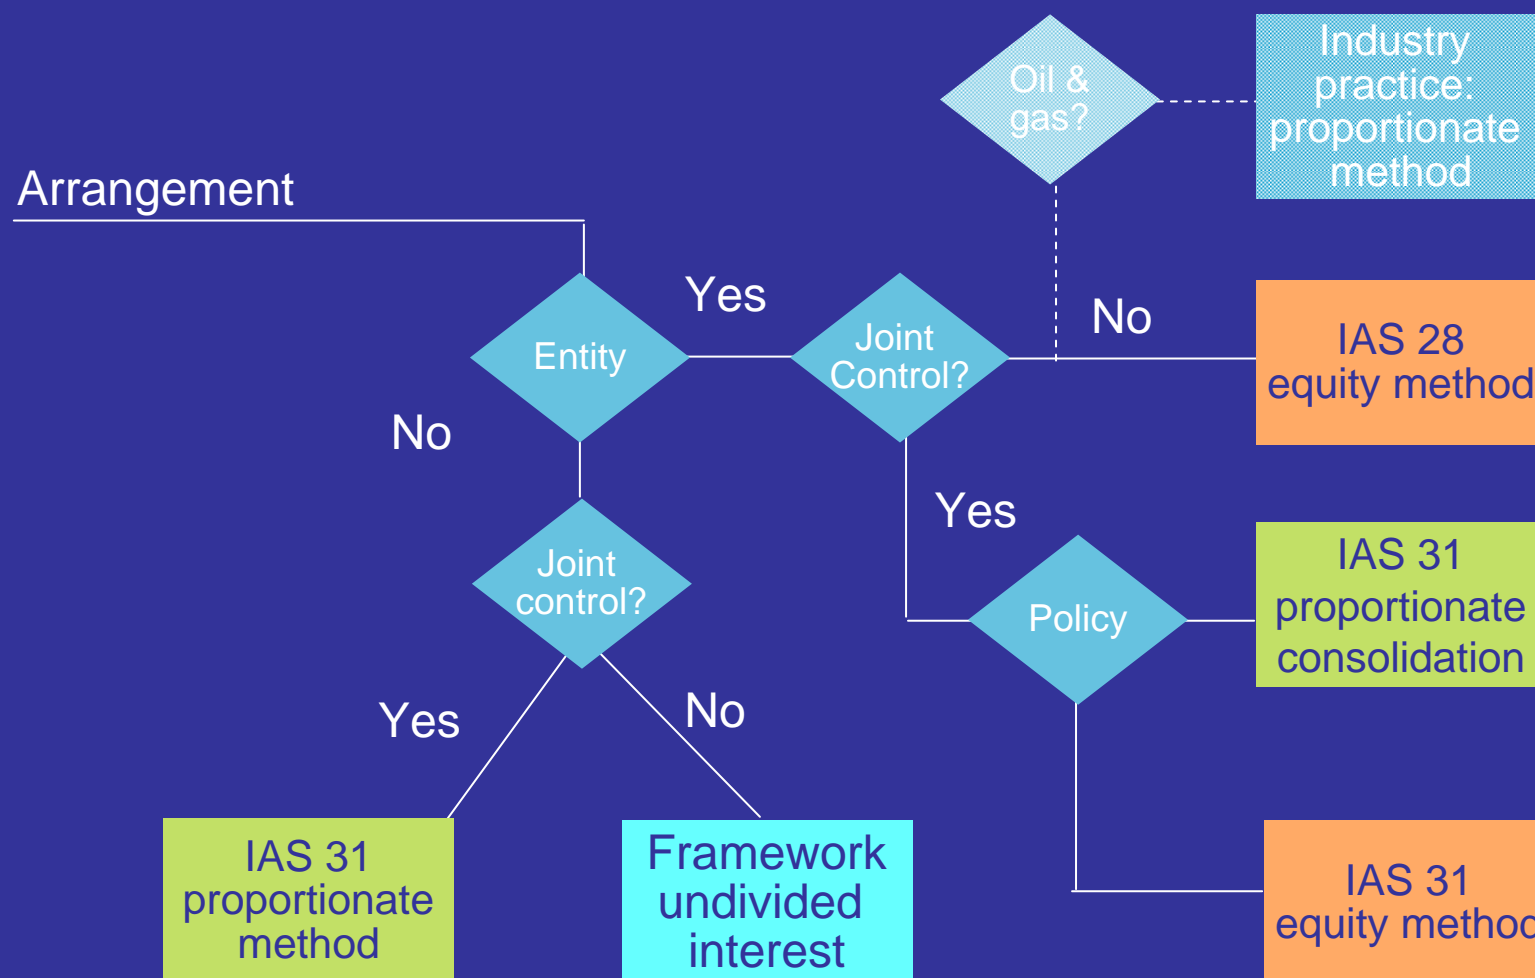 Oil &
gas?
Industry
practice:
proportionate
method
Arrangement
Yes
No
Entity
Joint
Control?
IAS 28
equity method
No
Yes
Joint
control?
Policy
IAS 31
proportionate
consolidation
Yes
No
IAS 31
proportionate
method
Framework
undivided
interest
IAS 31
equity method